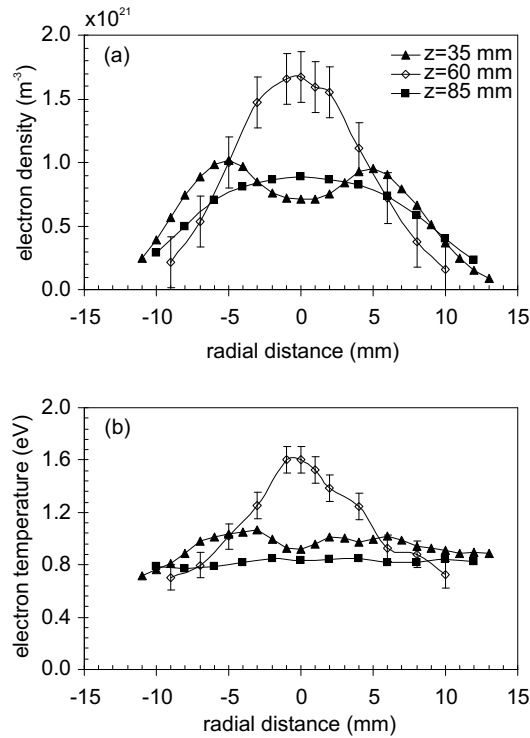 x10²¹
2.0
1.5
1.0
0.5
0.0
electron density (m⁻³)
(a)
z=35 mm
z=60 mm
z=85 mm
-15 -10 -5 0 5 10 15
radial distance (mm)
2.0
1.6
1.2
0.8
0.4
0.0
electron temperature (eV)
(b)
-15 -10 -5 0 5 10 15
radial distance (mm)